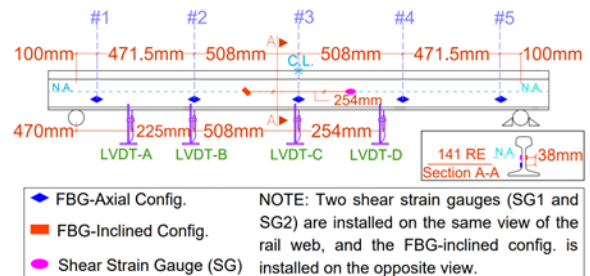 #1 #2 #3 #4 #5
100mm 471.5mm 508mm A 508mm 471.5mm 100mm
C.L.
N.A. N.A.
254mm
A
470mm 225mm 508mm 254mm
LVDT-A LVDT-B LVDT-C LVDT-D
141 RE N.A. 38mm
Section A-A
FBG-Axial Config.
FBG-Inclined Config.
Shear Strain Gauge (SG)
NOTE: Two shear strain gauges (SG1 and
SG2) are installed on the same view of the
rail web, and the FBG-inclined config. is
installed on the opposite view.